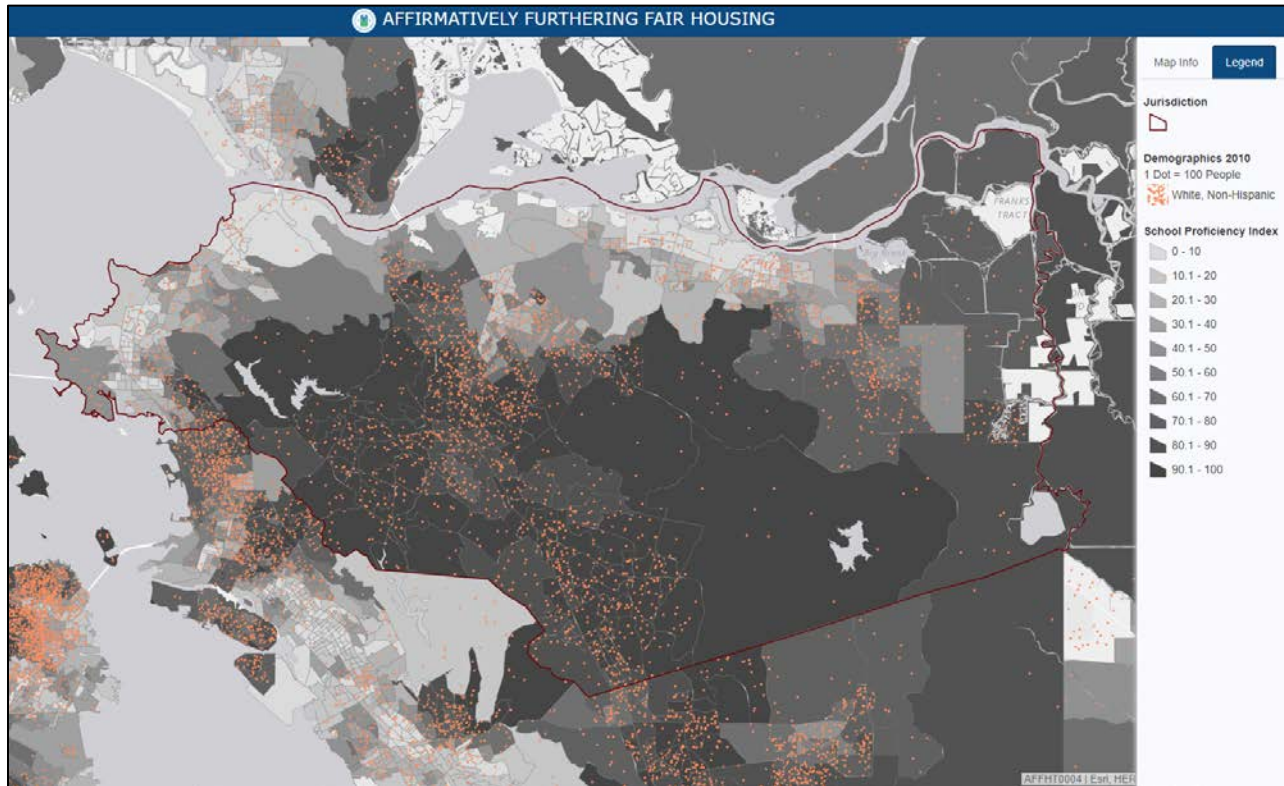 AFFIRMATIVELY FURTHERING FAIR HOUSING
Map Info
Legend
Jurisdiction
Demographics 2010
1 Dot = 100 People
White, Non-Hispanic
School Proficiency Index
0 - 10
10.1 - 20
20.1 - 30
30.1 - 40
40.1 - 50
50.1 - 60
60.1 - 70
70.1 - 80
80.1 - 90
90.1 - 100
FRANKS
TRACT
AFFHT0004 | Esri, HER